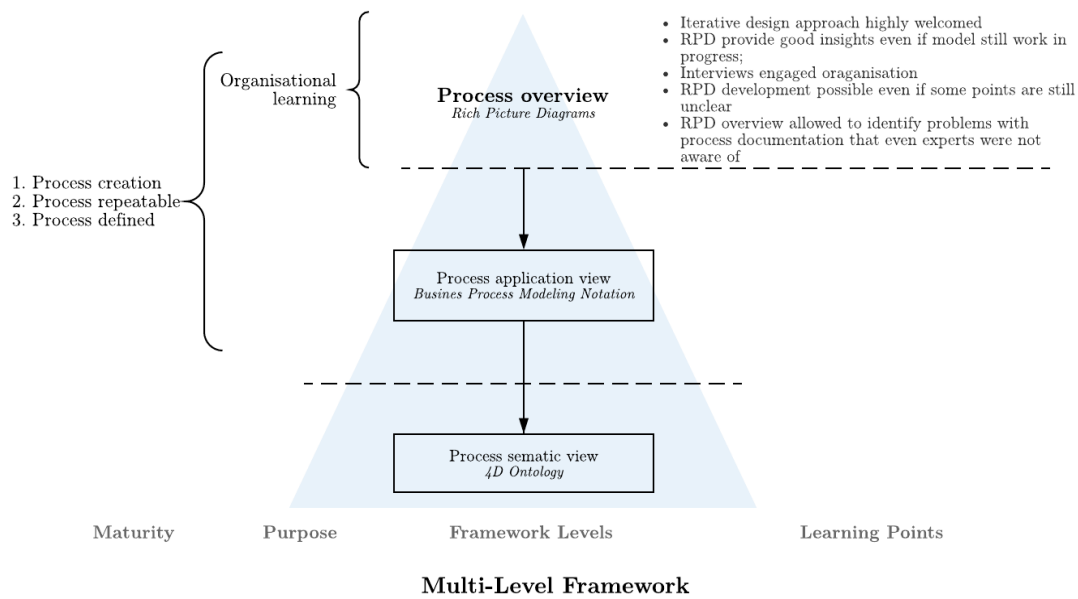 Organisational
learning
1. Process creation
2. Process repeatable
3. Process defined
Process overview
Rich Picture Diagrams
• Iterative design approach highly welcomed
• RPD provide good insights even if model still work in
progress;
• Interviews engaged oraganisation
• RPD development possible even if some points are still
unclear
• RPD overview allowed to identify problems with
process documentation that even experts were not
aware of
Process application view
Busines Process Modeling Notation
Process sematic view
4D Ontology
Maturity
Purpose
Framework Levels
Learning Points
Multi-Level Framework